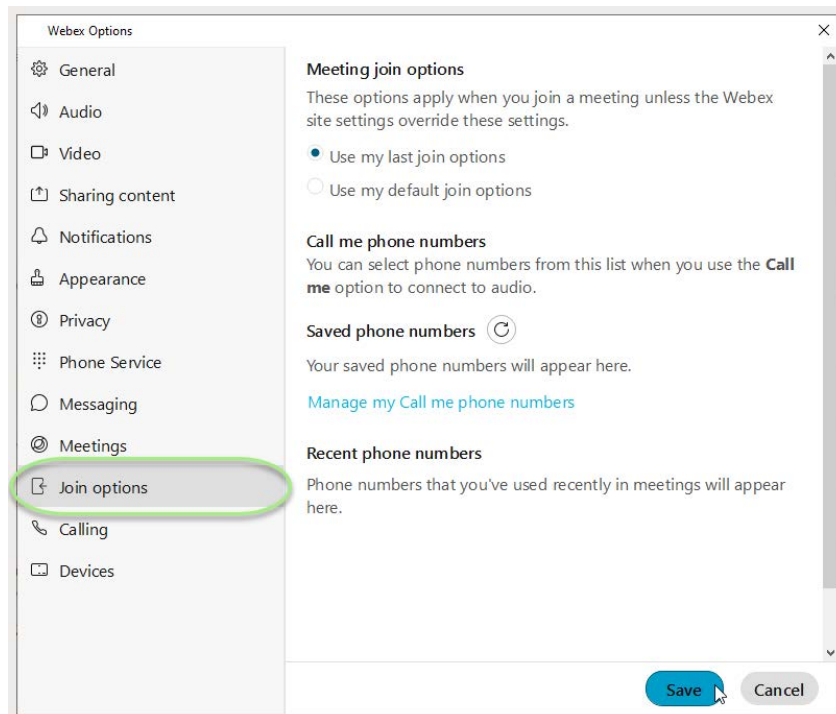 Webex Options
General
Audio
Video
Sharing content
Notifications
Appearance
Privacy
Phone Service
Messaging
Meetings
Join options
Calling
Devices
Meeting join options
These options apply when you join a meeting unless the Webex
site settings override these settings.
Use my last join options
Use my default join options
Call me phone numbers
You can select phone numbers from this list when you use the Call
me option to connect to audio.
Saved phone numbers
Your saved phone numbers will appear here.
Manage my Call me phone numbers
Recent phone numbers
Phone numbers that you've used recently in meetings will appear
here.
Save
Cancel